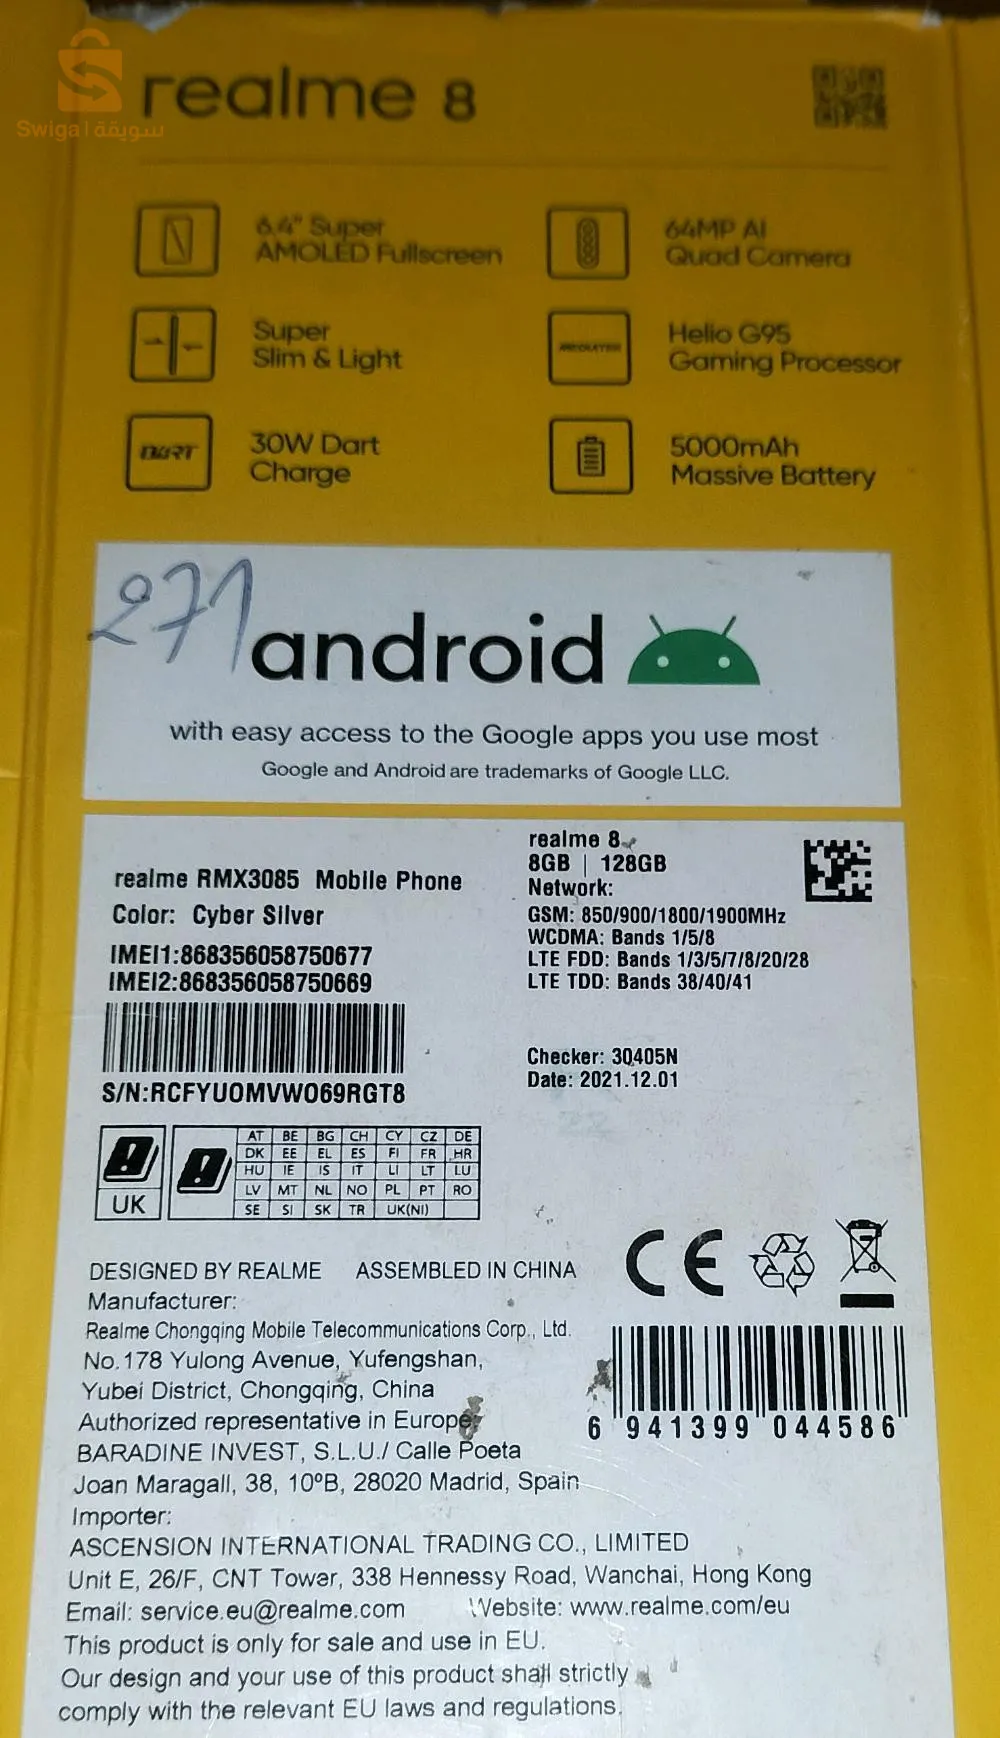 Swiqa | سويقة
realme 8
6.4" Super
AMOLED Fullscreen
64MP AI
Quad Camera
Super
Slim & Light
MEDIATEK
Helio G95
Gaming Processor
DART
30W Dart
Charge
5000mAh
Massive Battery
271
android
with easy access to the Google apps you use most
Google and Android are trademarks of Google LLC.
realme RMX3085 Mobile Phone
Color: Cyber Silver
IMEI1:868356058750677
IMEI2:868356058750669
S/N:RCFYUOMVWO69RGT8
realme 8
8GB | 128GB
Network:
GSM: 850/900/1800/1900MHz
WCDMA: Bands 1/5/8
LTE FDD: Bands 1/3/5/7/8/20/28
LTE TDD: Bands 38/40/41
Checker: 30405N
Date: 2021.12.01
UK
AT BE BG CH CY CZ DE
DK EE EL ES FI FR HR
HU IE IS IT LI LT LU
LV MT NL NO PL PT RO
SE SI SK TR UK(NI)
DESIGNED BY REALME ASSEMBLED IN CHINA
CE
Manufacturer:
Realme Chongqing Mobile Telecommunications Corp., Ltd.
No.178 Yulong Avenue, Yufengshan,
Yubei District, Chongqing, China
Authorized representative in Europe:
BARADINE INVEST, S.L.U./ Calle Poeta
Joan Maragall, 38, 10ºB, 28020 Madrid, Spain
6 941399 044586
Importer:
ASCENSION INTERNATIONAL TRADING CO., LIMITED
Unit E, 26/F, CNT Tower, 338 Hennessy Road, Wanchai, Hong Kong
Email: service.eu@realme.com Website: www.realme.com/eu
This product is only for sale and use in EU.
Our design and your use of this product shall strictly
comply with the relevant EU laws and regulations.